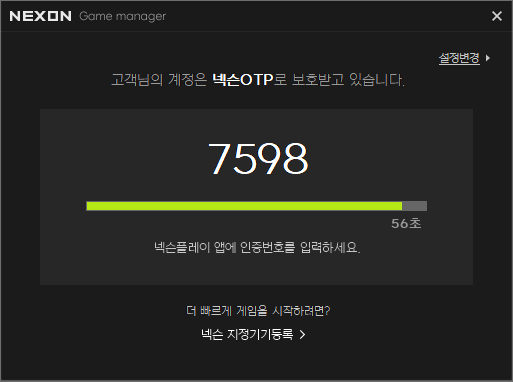 NEXON Game manager
설정변경
고객님의 계정은 넥슨OTP로 보호받고 있습니다.
7598
56초
넥슨플레이 앱에 인증번호를 입력하세요.
더 빠르게 게임을 시작하려면?
넥슨 지정기기등록 >